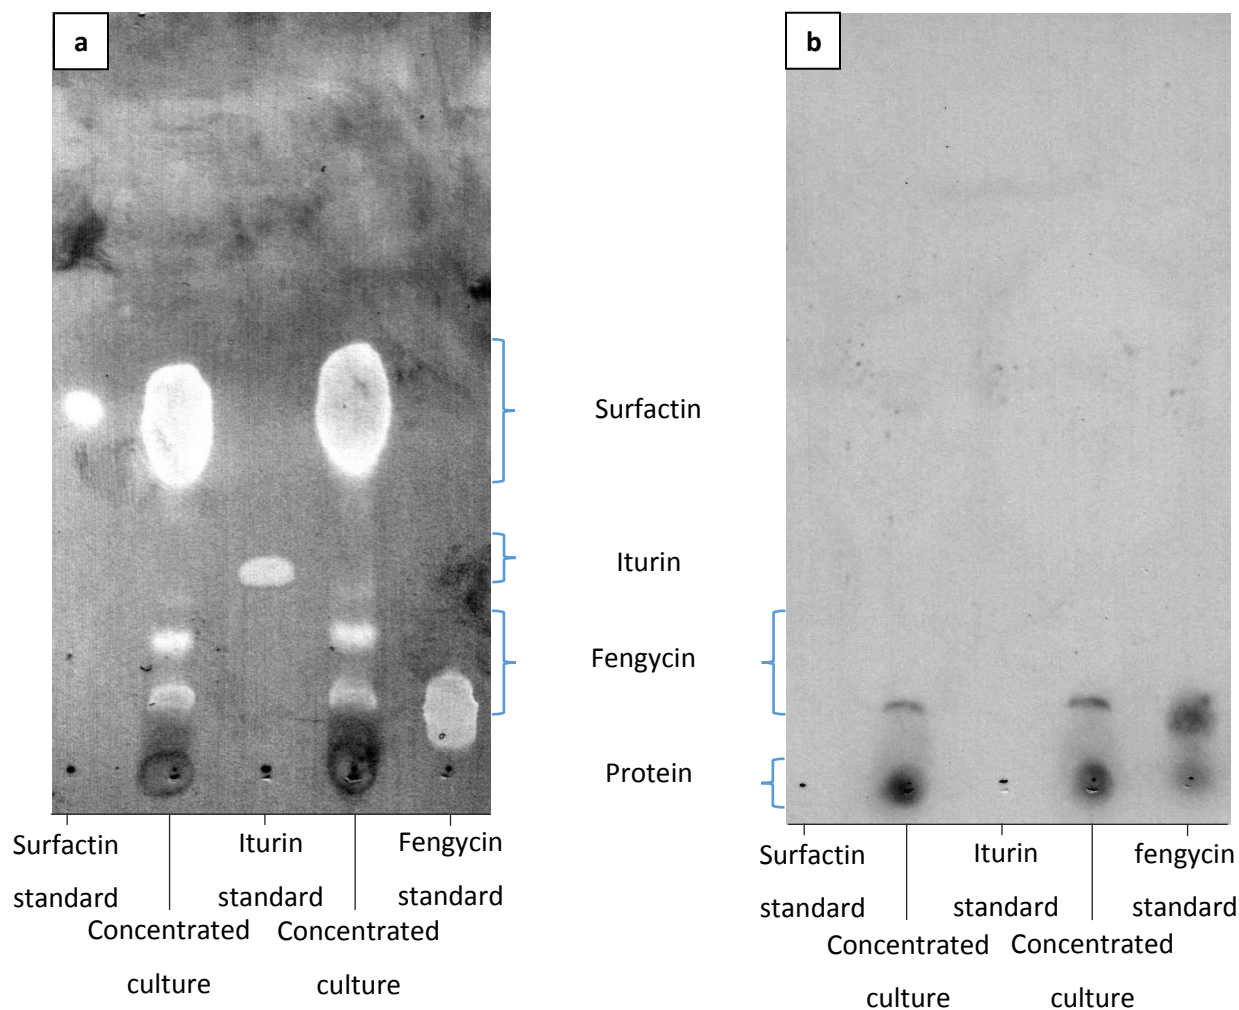 a
b
Surfactin
Iturin
Fengycin
Protein
Surfactin
standard
Concentrated
culture
Iturin
standard
Concentrated
culture
Fengycin
standard
Surfactin
standard
Concentrated
culture
Iturin
standard
Concentrated
culture
fengycin
standard